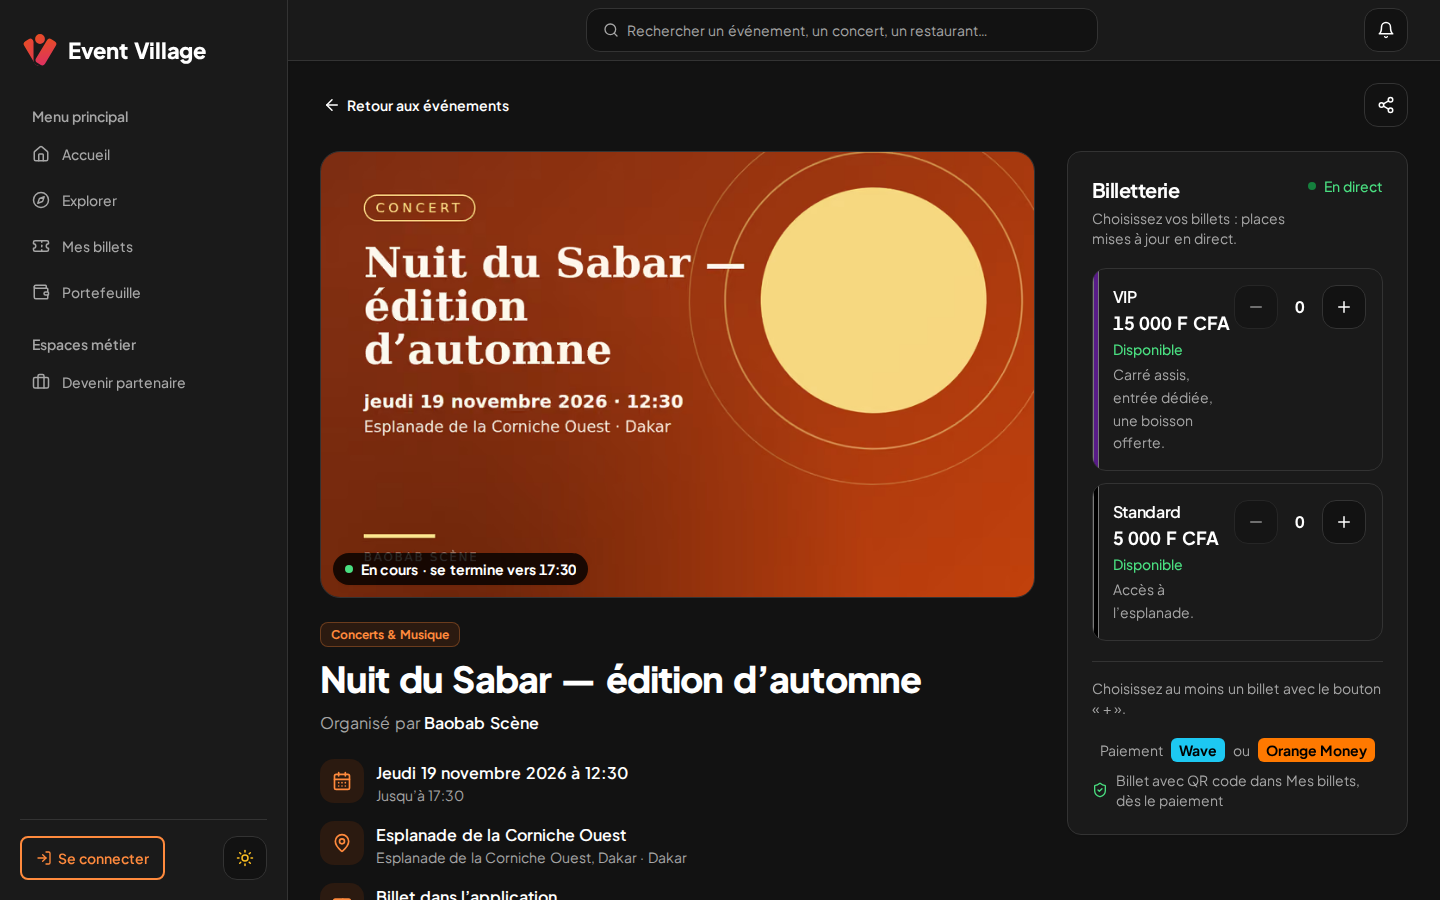 Event Village
Rechercher un événement, un concert, un restaurant...
Menu principal
Accueil
Explorer
Mes billets
Portefeuille
Espaces métier
Devenir partenaire
Se connecter
Retour aux événements
CONCERT
Nuit du Sabar —
édition
d’automne
jeudi 19 novembre 2026 · 12:30
Esplanade de la Corniche Ouest · Dakar
BAOBAB SCÈNE
En cours · se termine vers 17:30
Concerts & Musique
Nuit du Sabar — édition d’automne
Organisé par Baobab Scène
Jeudi 19 novembre 2026 à 12:30
Jusqu’à 17:30
Esplanade de la Corniche Ouest
Esplanade de la Corniche Ouest, Dakar · Dakar
Billet dans l’application
Billetterie
En direct
Choisissez vos billets : places
mises à jour en direct.
VIP
15 000 F CFA
− 0 +
Disponible
Carré assis,
entrée dédiée,
une boisson
offerte.
Standard
5 000 F CFA
− 0 +
Disponible
Accès à
l’esplanade.
Choisissez au moins un billet avec le bouton
« + ».
Paiement Wave ou Orange Money
Billet avec QR code dans Mes billets,
dès le paiement